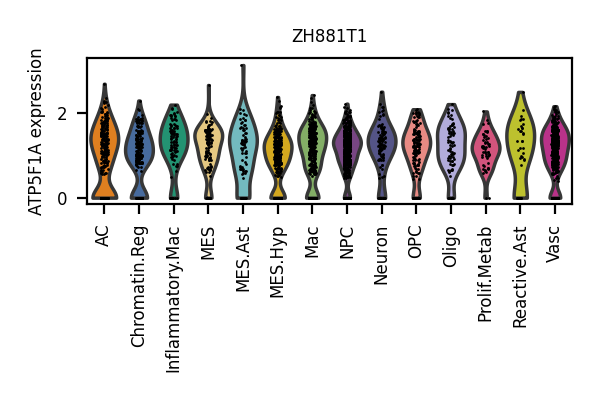 ZH881T1
ATP5F1A expression
2
0
AC
Chromatin.Reg
Inflammatory.Mac
MES
MES.Ast
MES.Hyp
Mac
NPC
Neuron
OPC
Oligo
Prolif.Metab
Reactive.Ast
Vasc